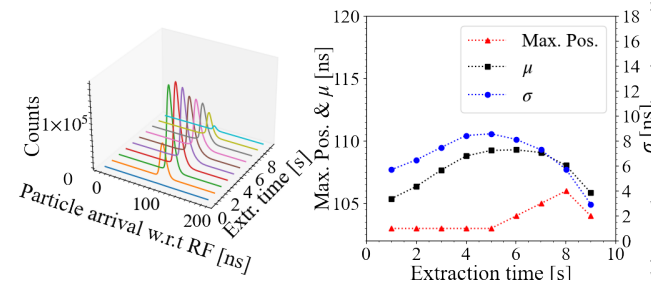 Counts
1×10⁵
0
0
100
200
Particle arrival w.r.t RF [ns]
0 2 4 6 8
Extr. time [s]
120
115
110
105
Max. Pos. & μ [ns]
Max. Pos.
μ
σ
18
16
14
12
10
8
6
4
2
0
σ [ns]
0 2 4 6 8 10
Extraction time [s]